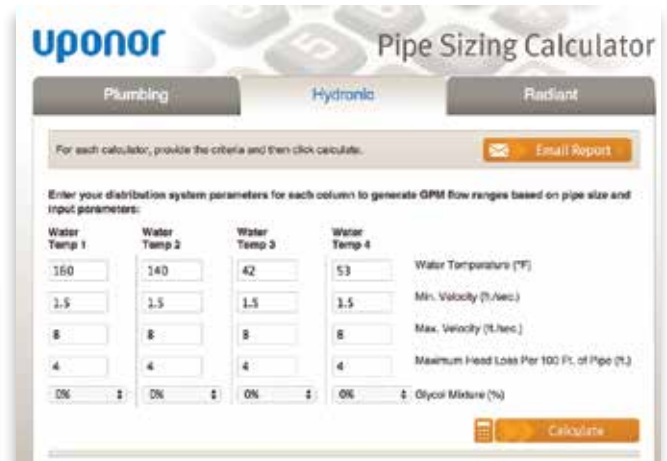 uponor
Pipe Sizing Calculator
Plumbing Hydronic Radiant
For each calculator, provide the criteria and then click calculate.
Email Report
Enter your distribution system parameters for each column to generate GPM flow ranges based on pipe size and
input parameters:
Water Water Water Water
Temp 1 Temp 2 Temp 3 Temp 4
160 140 42 53 Water Temperature (°F)
1.5 1.5 1.5 1.5 Min. Velocity (ft./sec.)
8 8 8 8 Max. Velocity (ft./sec.)
4 4 4 4 Maximum Head Loss Per 100 Ft. of Pipe (ft.)
0% 0% 0% 0% Glycol Mixture (%)
Calculate